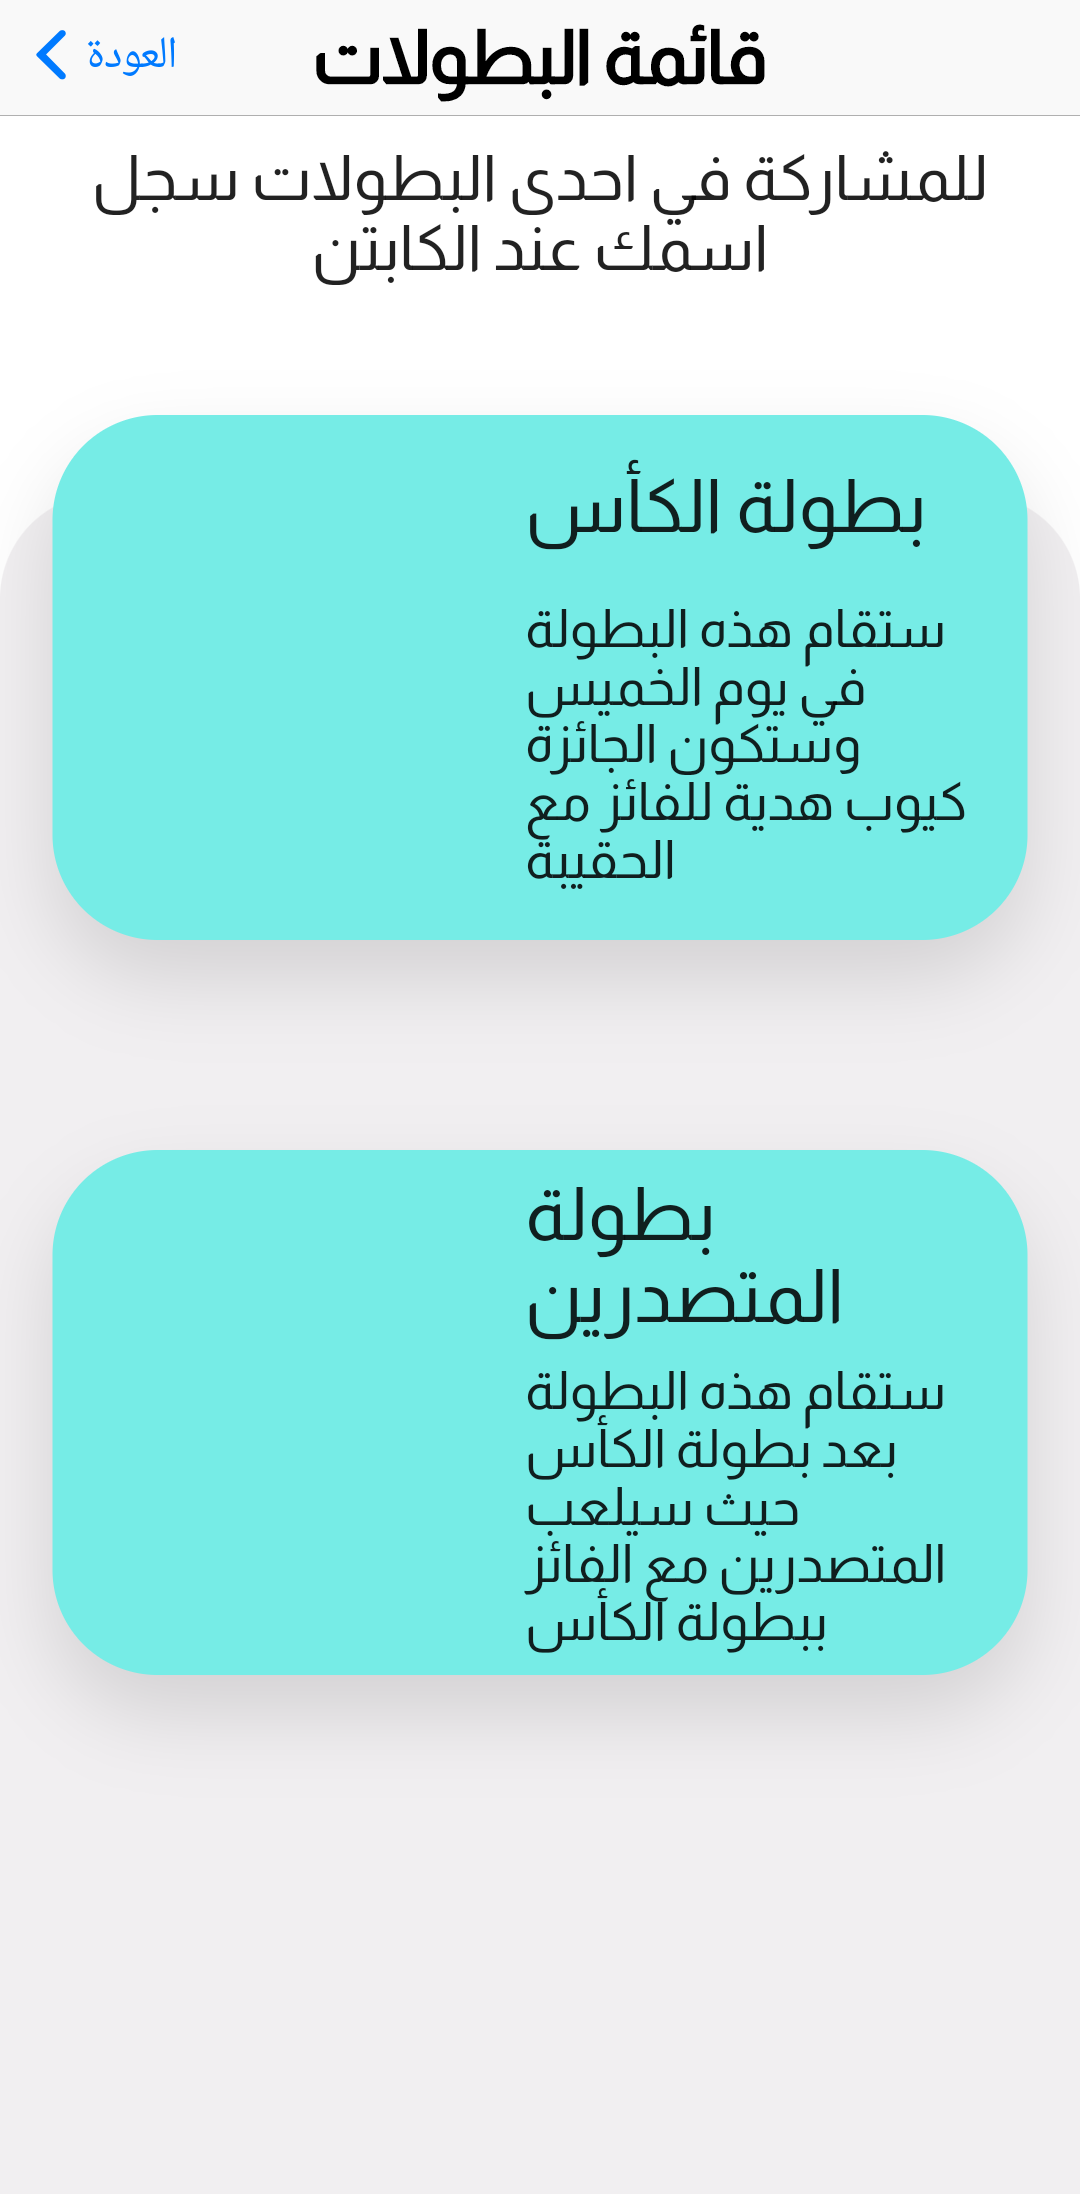 العودة
قائمة البطولات
للمشاركة في احدى البطولات سجل
اسمك عند الكابتن
بطولة الكأس
ستقام هذه البطولة
في يوم الخميس
وستكون الجائزة
كيوب هدية للفائز مع
الحقيبة
بطولة
المتصدرين
ستقام هذه البطولة
بعد بطولة الكأس
حيث سيلعب
المتصدرين مع الفائز
ببطولة الكأس